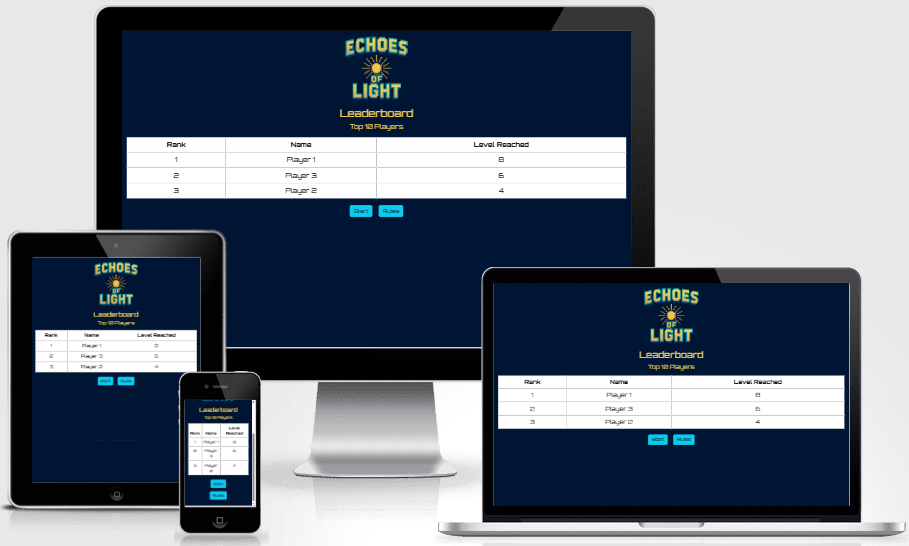 ECHOES
OF
LIGHT
Leaderboard
Top 10 Players
Rank Name Level Reached
1 Player 1 8
2 Player 3 6
3 Player 2 4
Start Rules
ECHOES
OF
LIGHT
Leaderboard
Top 10 Players
Rank Name Level Reached
1 Player 1 8
2 Player 3 6
3 Player 2 4
Start Rules
Leaderboard
Top 10 Players
Rank Name Level
Reached
1 Player 1 8
2 Player
3 Player
Start
Rules
ECHOES
OF
LIGHT
Leaderboard
Top 10 Players
Rank Name Level Reached
1 Player 1 8
2 Player 3 6
3 Player 2 4
Start Rules